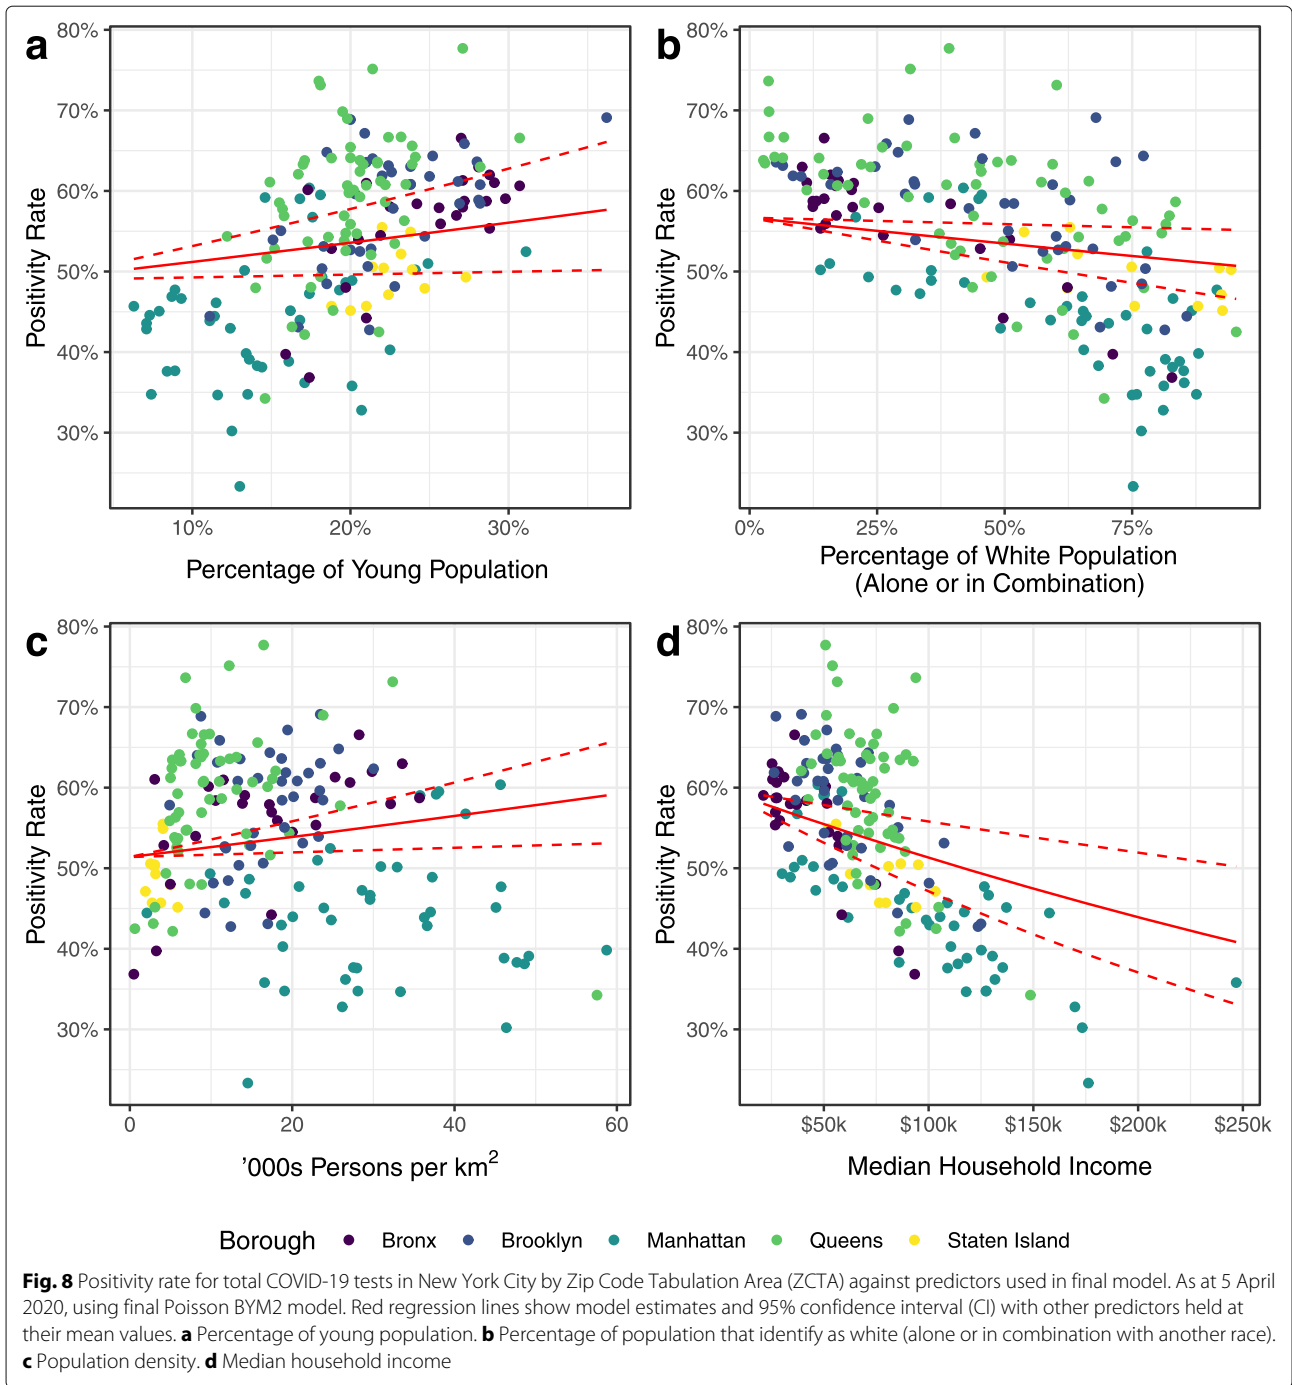 a
80%
70%
60%
50%
40%
30%
Positivity Rate
10%
20%
30%
Percentage of Young Population
b
80%
70%
60%
50%
40%
30%
Positivity Rate
0%
25%
50%
75%
Percentage of White Population
(Alone or in Combination)
c
80%
70%
60%
50%
40%
30%
Positivity Rate
0
20
40
60
'000s Persons per km²
d
80%
70%
60%
50%
40%
30%
Positivity Rate
$50k
$100k
$150k
$200k
$250k
Median Household Income
Borough Bronx Brooklyn Manhattan Queens Staten Island
Fig. 8 Positivity rate for total COVID-19 tests in New York City by Zip Code Tabulation Area (ZCTA) against predictors used in final model. As at 5 April
2020, using final Poisson BYM2 model. Red regression lines show model estimates and 95% confidence interval (CI) with other predictors held at
their mean values. a Percentage of young population. b Percentage of population that identify as white (alone or in combination with another race).
c Population density. d Median household income